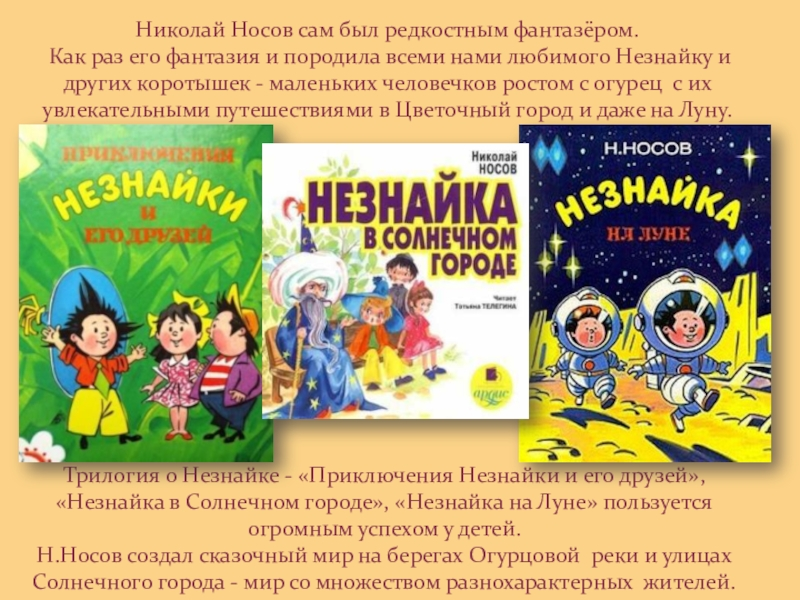 Николай Носов сам был редкостным фантазёром.
Как раз его фантазия и породила всеми нами любимого Незнайку и
других коротышек - маленьких человечков ростом с огурец с их
увлекательными путешествиями в Цветочный город и даже на Луну.
ПРИКЛЮЧЕНИЯ
НЕЗНАЙКИ
И
ЕГО ДРУЗЕЙ
Николай
НОСОВ
НЕЗНАЙКА
В СОЛНЕЧНОМ
ГОРОДЕ
Читает
Татьяна ТЕЛЕГИНА
ардис
Н.НОСОВ
НЕЗНАЙКА
НА ЛУНЕ
Трилогия о Незнайке - «Приключения Незнайки и его друзей»,
«Незнайка в Солнечном городе», «Незнайка на Луне» пользуется
огромным успехом у детей.
Н.Носов создал сказочный мир на берегах Огурцовой реки и улицах
Солнечного города - мир со множеством разнохарактерных жителей.